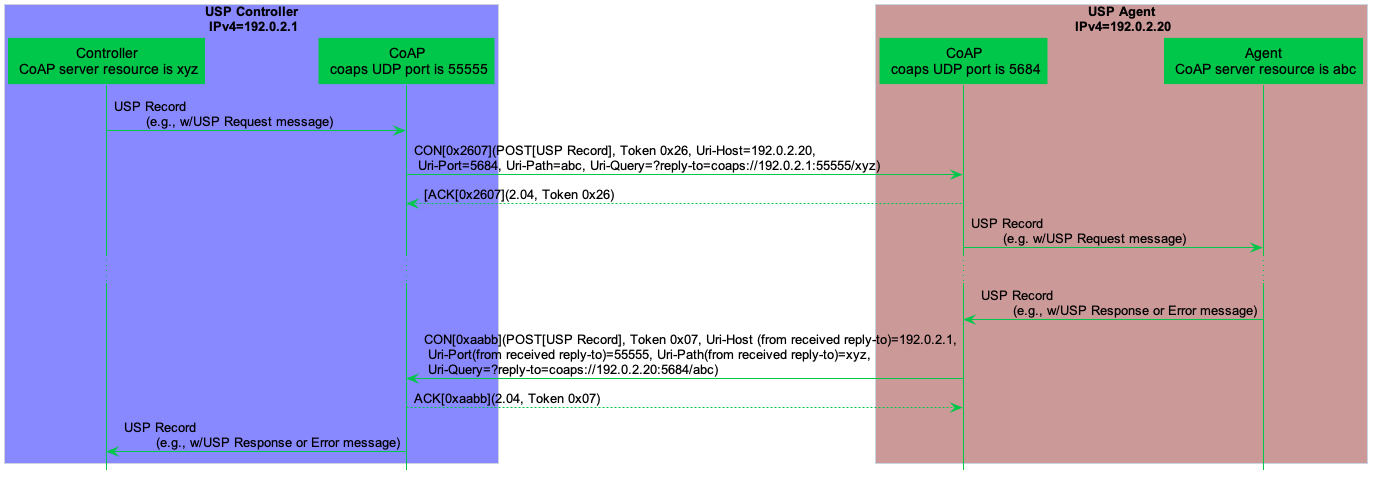 USP Controller
IPv4=192.0.2.1
USP Agent
IPv4=192.0.2.20
Controller
CoAP server resource is xyz
CoAP
coaps UDP port is 55555
CoAP
coaps UDP port is 5684
Agent
CoAP server resource is abc
USP Record
(e.g., w/USP Request message)
CON[0x2607](POST[USP Record], Token 0x26, Uri-Host=192.0.2.20,
Uri-Port=5684, Uri-Path=abc, Uri-Query=?reply-to=coaps://192.0.2.1:55555/xyz)
[ACK[0x2607](2.04, Token 0x26)
USP Record
(e.g. w/USP Request message)
USP Record
(e.g., w/USP Response or Error message)
CON[0xaabb](POST[USP Record], Token 0x07, Uri-Host (from received reply-to)=192.0.2.1,
Uri-Port(from received reply-to)=55555, Uri-Path(from received reply-to)=xyz,
Uri-Query=?reply-to=coaps://192.0.2.20:5684/abc)
ACK[0xaabb](2.04, Token 0x07)
USP Record
(e.g., w/USP Response or Error message)